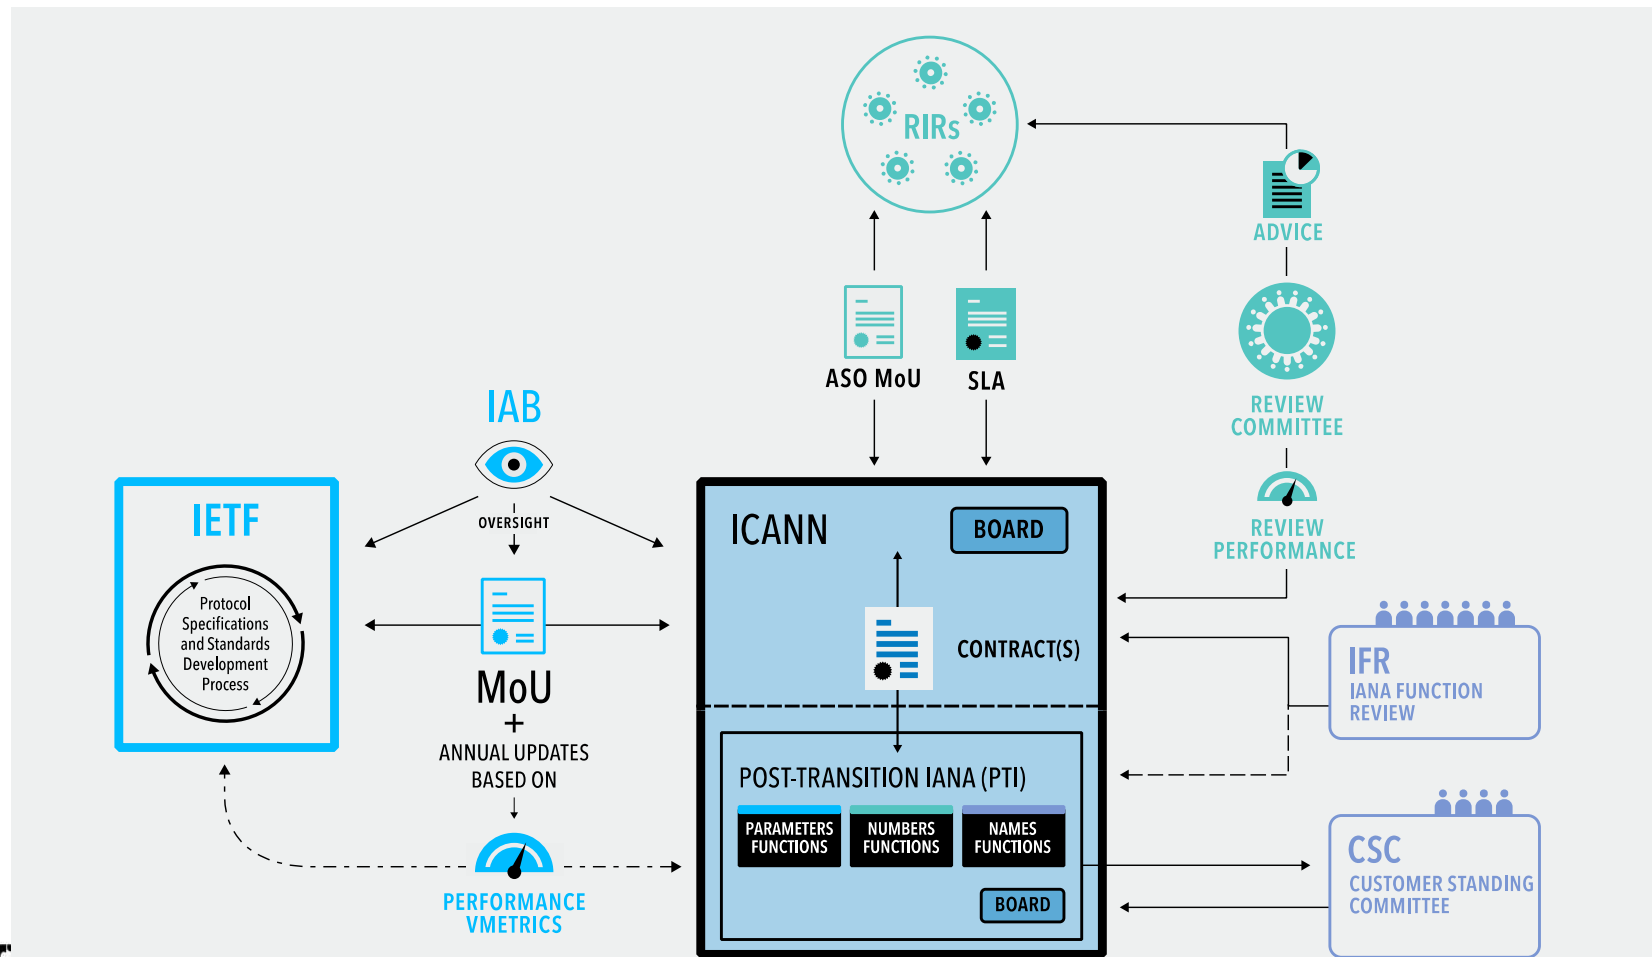 RIRs
ADVICE
ASO MoU
SLA
REVIEW
COMMITTEE
REVIEW
PERFORMANCE
IAB
OVERSIGHT
IETF
Protocol
Specifications
and Standards
Development
Process
MoU
+
ANNUAL UPDATES
BASED ON
PERFORMANCE
VMETRICS
ICANN
BOARD
CONTRACT(S)
POST-TRANSITION IANA (PTI)
PARAMETERS
FUNCTIONS
NUMBERS
FUNCTIONS
NAMES
FUNCTIONS
BOARD
IFR
IANA FUNCTION
REVIEW
CSC
CUSTOMER STANDING
COMMITTEE